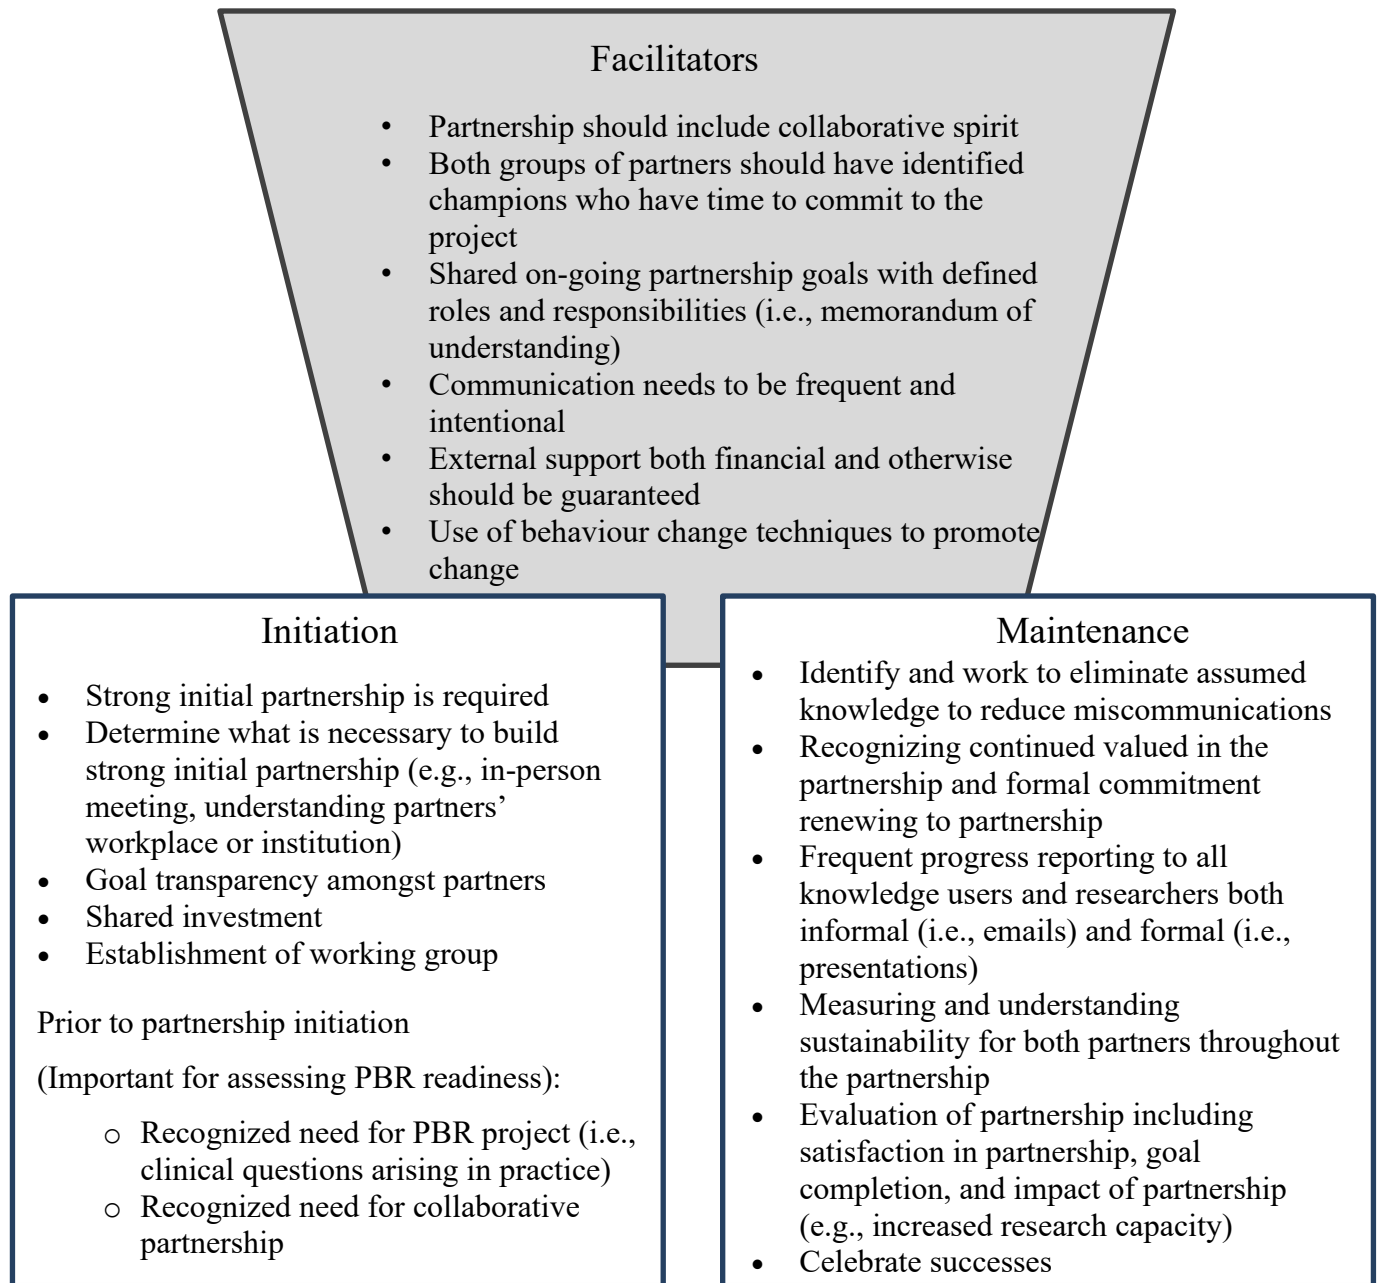 Facilitators
• Partnership should include collaborative spirit
• Both groups of partners should have identified
champions who have time to commit to the
project
• Shared on-going partnership goals with defined
roles and responsibilities (i.e., memorandum of
understanding)
• Communication needs to be frequent and
intentional
• External support both financial and otherwise
should be guaranteed
• Use of behaviour change techniques to promote
change
Initiation
• Strong initial partnership is required
• Determine what is necessary to build
strong initial partnership (e.g., in-person
meeting, understanding partners’
workplace or institution)
• Goal transparency amongst partners
• Shared investment
• Establishment of working group
Prior to partnership initiation
(Important for assessing PBR readiness):
o Recognized need for PBR project (i.e.,
clinical questions arising in practice)
o Recognized need for collaborative
partnership
Maintenance
• Identify and work to eliminate assumed
knowledge to reduce miscommunications
• Recognizing continued valued in the
partnership and formal commitment
renewing to partnership
• Frequent progress reporting to all
knowledge users and researchers both
informal (i.e., emails) and formal (i.e.,
presentations)
• Measuring and understanding
sustainability for both partners throughout
the partnership
• Evaluation of partnership including
satisfaction in partnership, goal
completion, and impact of partnership
(e.g., increased research capacity)
• Celebrate successes